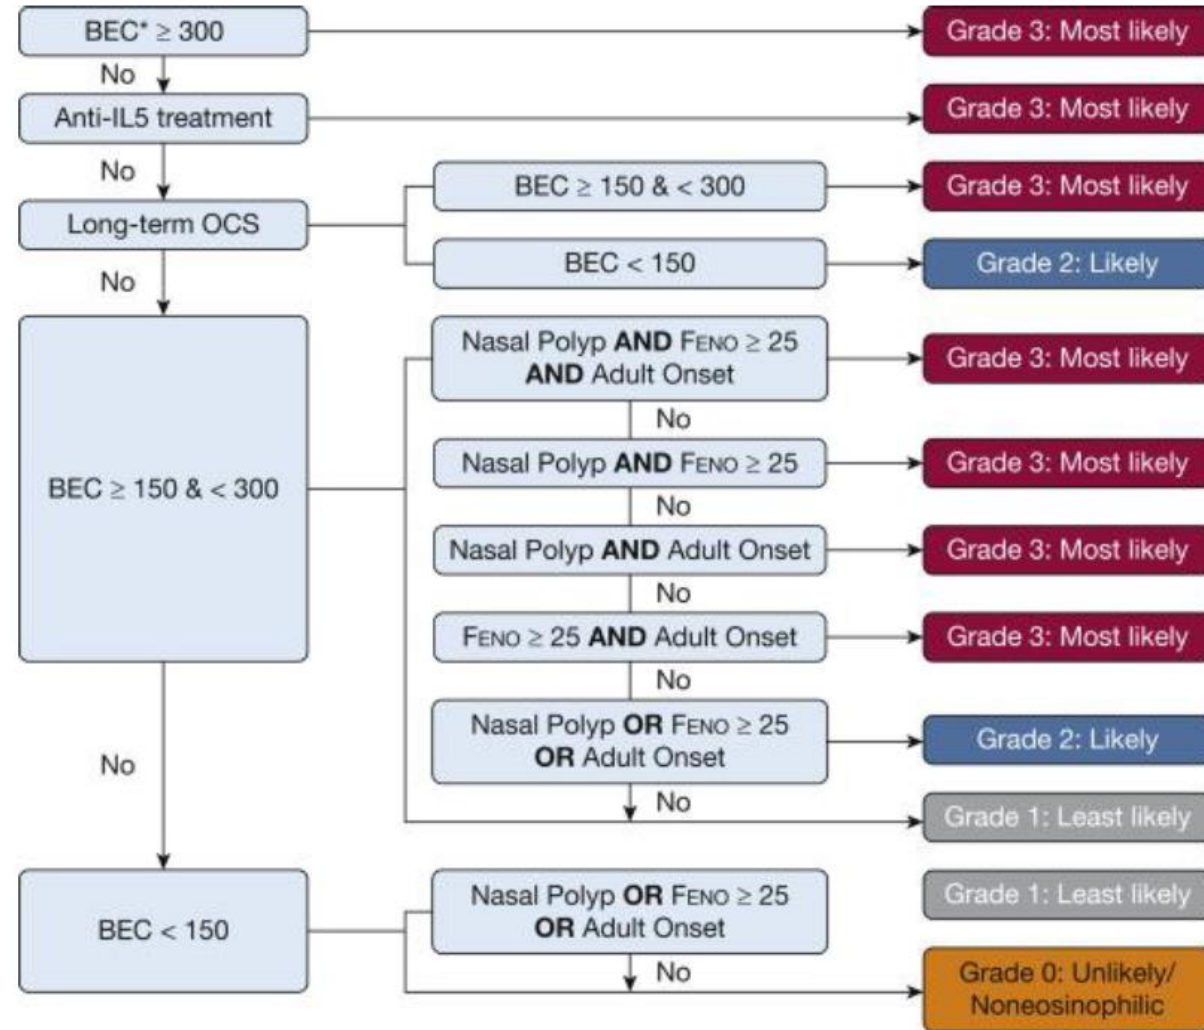 BEC* ≥ 300
Grade 3: Most likely
No
Anti-IL5 treatment
Grade 3: Most likely
No
Long-term OCS
BEC ≥ 150 & < 300
Grade 3: Most likely
BEC < 150
Grade 2: Likely
No
BEC ≥ 150 & < 300
Nasal Polyp AND FENO ≥ 25
AND Adult Onset
Grade 3: Most likely
No
Nasal Polyp AND FENO ≥ 25
Grade 3: Most likely
No
Nasal Polyp AND Adult Onset
Grade 3: Most likely
No
FENO ≥ 25 AND Adult Onset
Grade 3: Most likely
No
Nasal Polyp OR FENO ≥ 25
OR Adult Onset
Grade 2: Likely
No
Grade 1: Least likely
No
BEC < 150
Nasal Polyp OR FENO ≥ 25
OR Adult Onset
Grade 1: Least likely
No
Grade 0: Unlikely/
Noneosinophilic